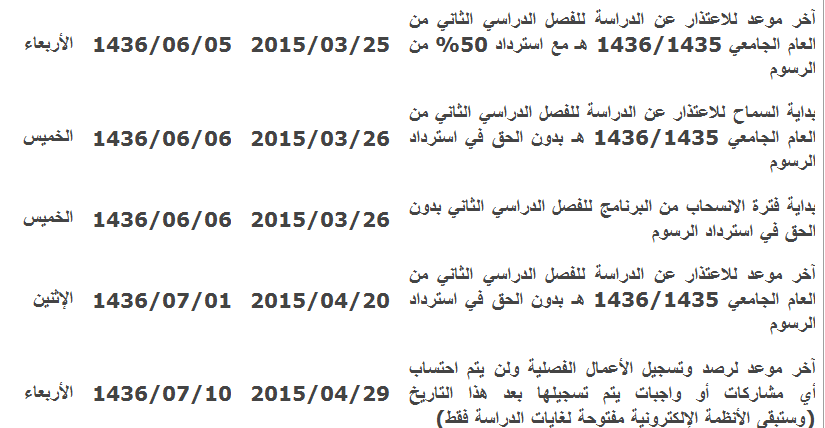 آخر موعد للاعتذار عن الدراسة للفصل الدراسي الثاني من
العام الجامعي 1436/1435 هـ مع استرداد 50% من 2015/03/25 1436/06/05 الأربعاء
الرسوم
بداية السماح للاعتذار عن الدراسة للفصل الدراسي الثاني من
العام الجامعي 1436/1435 هـ بدون الحق في استرداد 2015/03/26 1436/06/06 الخميس
الرسوم
بداية فترة الانسحاب من البرنامج للفصل الدراسي الثاني بدون
الحق في استرداد الرسوم 2015/03/26 1436/06/06 الخميس
آخر موعد للاعتذار عن الدراسة للفصل الدراسي الثاني من
العام الجامعي 1436/1435 هـ بدون الحق في استرداد 2015/04/20 1436/07/01 الإثنين
الرسوم
آخر موعد لرصد وتسجيل الأعمال الفصلية ولن يتم احتساب
أي مشاركات أو واجبات يتم تسجيلها بعد هذا التاريخ 2015/04/29 1436/07/10 الأربعاء
(وستبقى الأنظمة الإلكترونية مفتوحة لغايات الدراسة فقط)